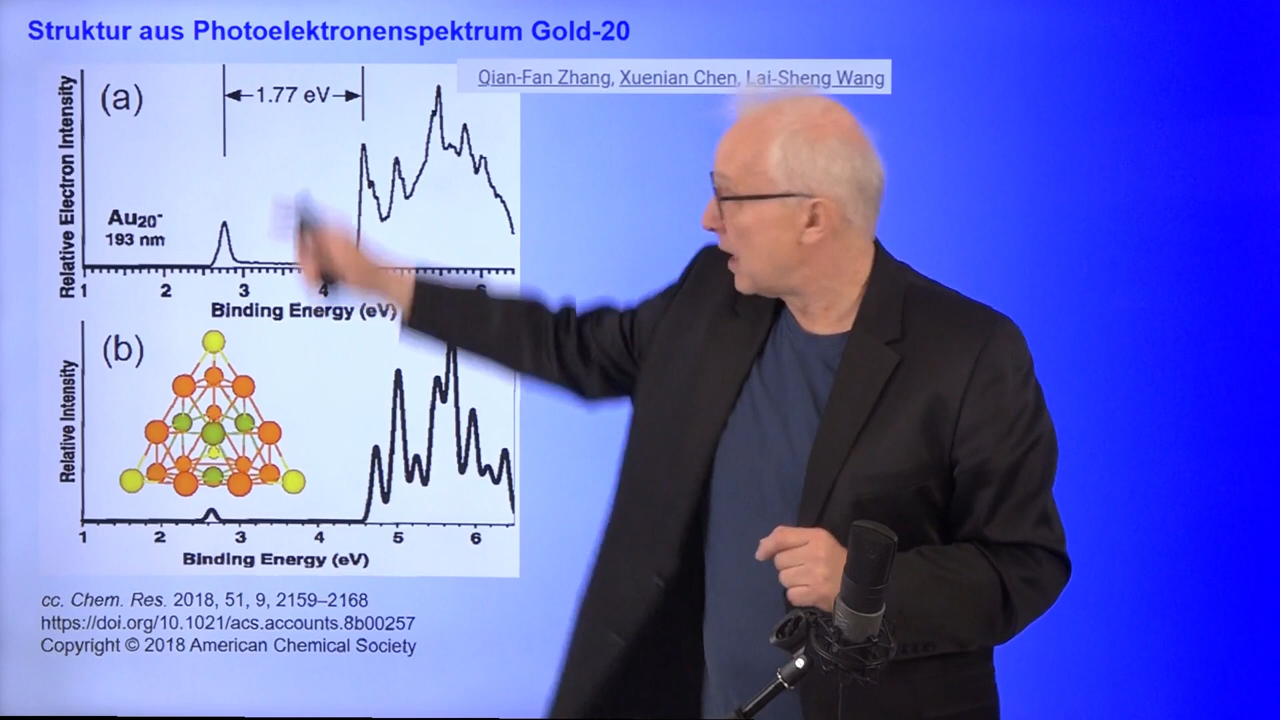 Struktur aus Photoelektronenspektrum Gold-20
Qian-Fan Zhang, Xuenian Chen, Lai-Sheng Wang
(a)
1.77 eV
Relative Electron Intensity
Au20-
193 nm
1 2 3 4 6
Binding Energy (eV)
(b)
Relative Intensity
1 2 3 4 5 6
Binding Energy (eV)
cc. Chem. Res. 2018, 51, 9, 2159–2168
https://doi.org/10.1021/acs.accounts.8b00257
Copyright © 2018 American Chemical Society